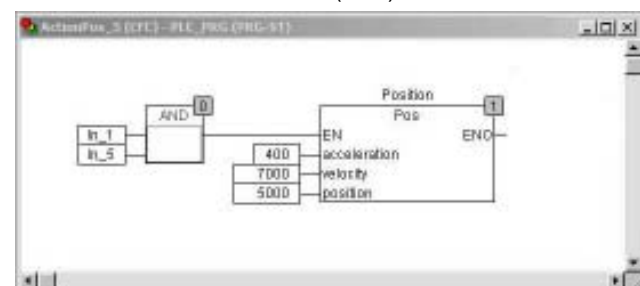 ActionPos_5 (CFC) - PLC_PRG (PRG-ST)
Position
AND 0
Pos 1
In_1
In_5
EN ENO
400 acceleration
7000 velocity
5000 position